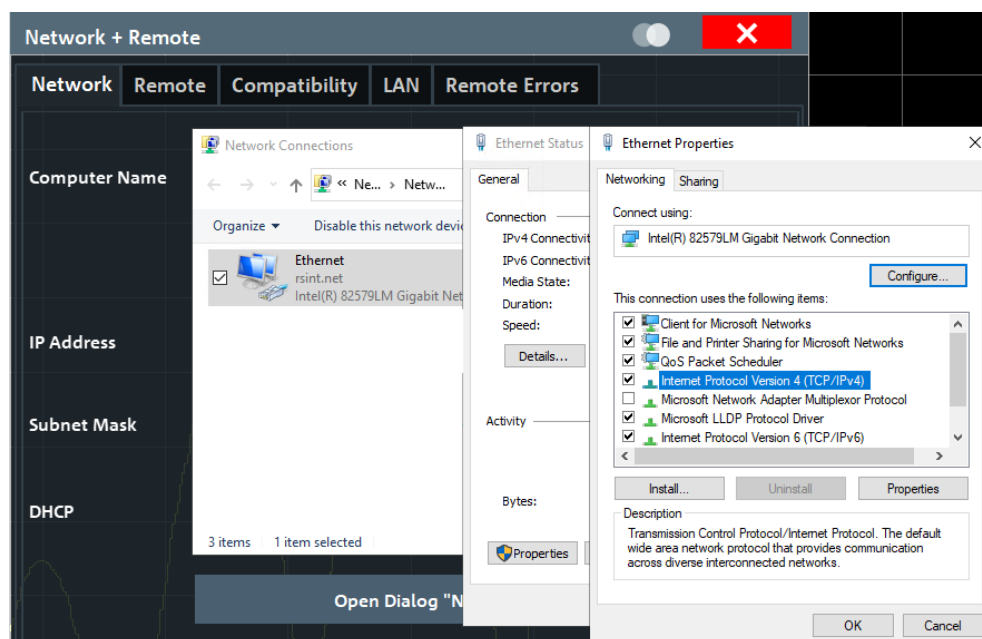 Network + Remote
Network Remote Compatibility LAN Remote Errors
Computer Name
IP Address
Subnet Mask
DHCP
Network Connections
« Ne... › Netw...
Organize Disable this network devic
Ethernet
rsint.net
Intel(R) 82579LM Gigabit Net
3 items 1 item selected
Open Dialog "N
Ethernet Status
General
Connection
IPv4 Connectivit
IPv6 Connectivit
Media State:
Duration:
Speed:
Details...
Activity
Bytes:
Properties
Ethernet Properties
Networking Sharing
Connect using:
Intel(R) 82579LM Gigabit Network Connection
Configure...
This connection uses the following items:
Client for Microsoft Networks
File and Printer Sharing for Microsoft Networks
QoS Packet Scheduler
Internet Protocol Version 4 (TCP/IPv4)
Microsoft Network Adapter Multiplexor Protocol
Microsoft LLDP Protocol Driver
Internet Protocol Version 6 (TCP/IPv6)
Install... Uninstall Properties
Description
Transmission Control Protocol/Internet Protocol. The default
wide area network protocol that provides communication
across diverse interconnected networks.
OK Cancel